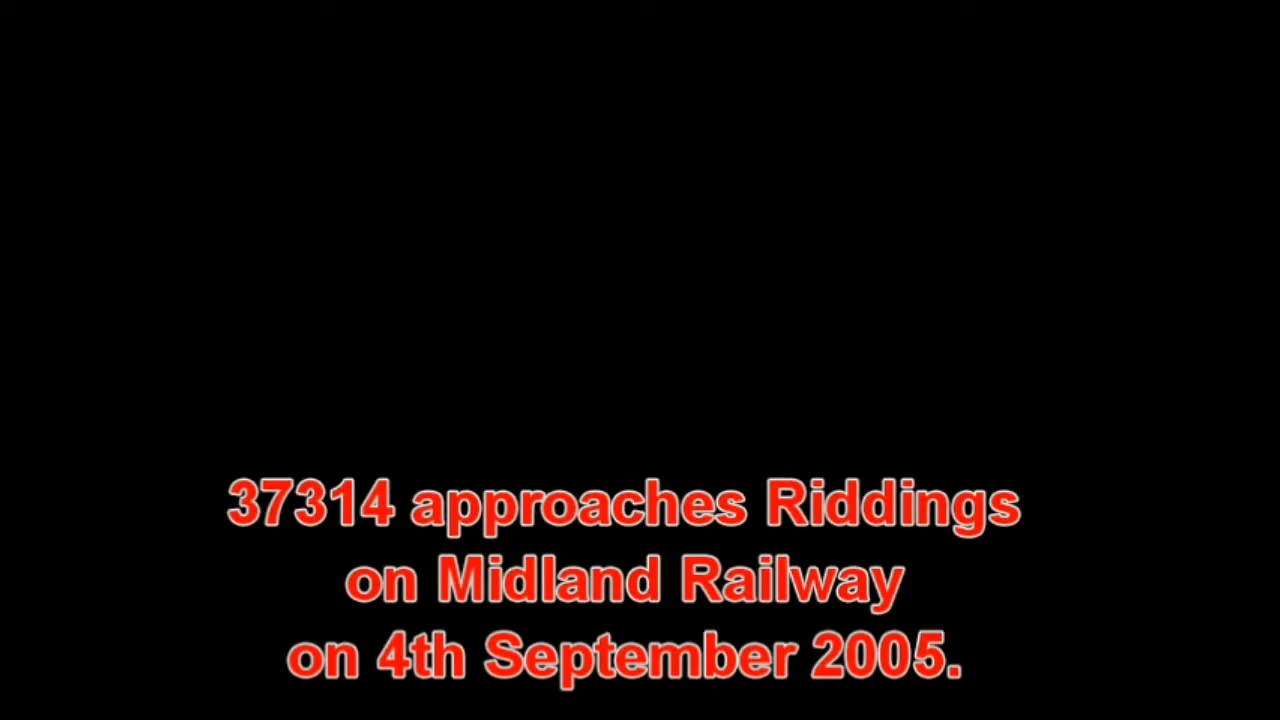 37314 approaches Riddings
on Midland Railway
on 4th September 2005.